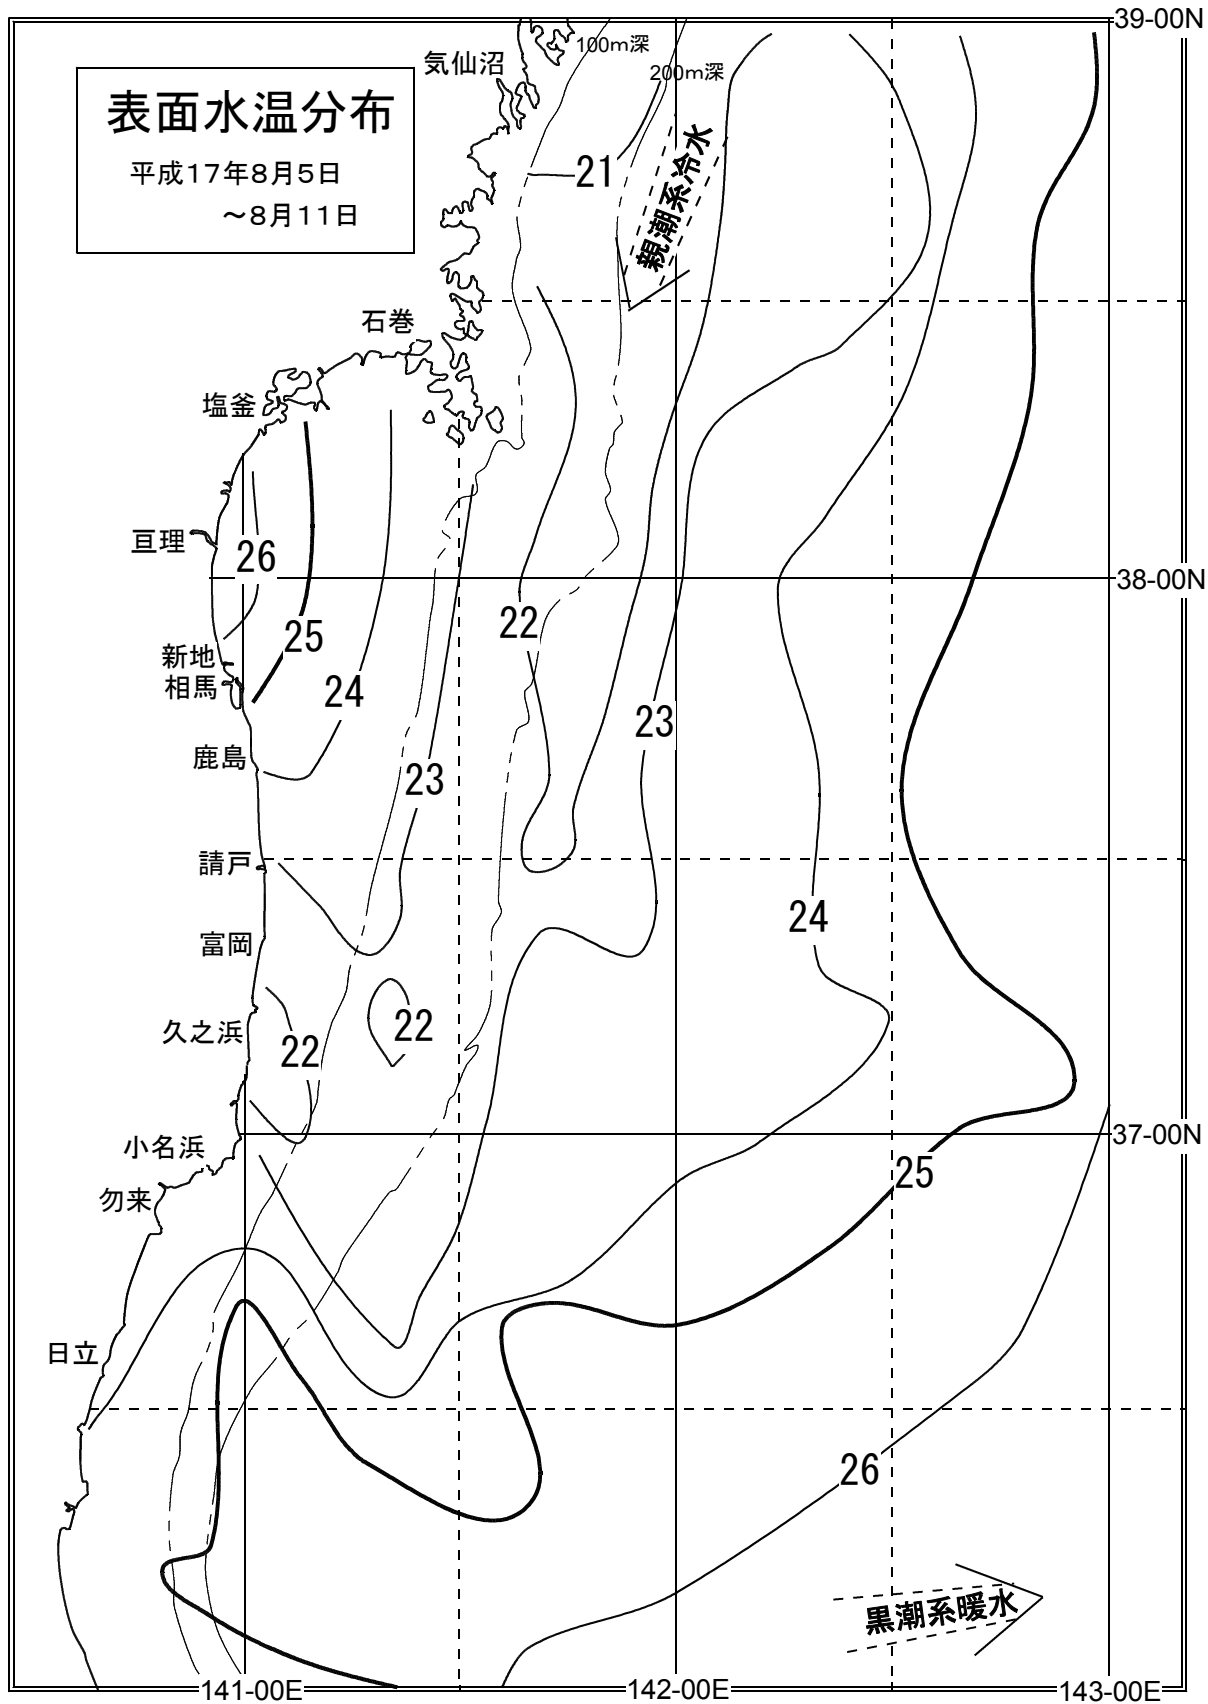 39-00N
100m深
気仙沼
200m深
表面水温分布
平成17年8月5日
～8月11日
21
親潮系冷水
石巻
塩釜
亘理
26
38-00N
22
25
新地
相馬
24
23
鹿島
23
請戸
24
富岡
22
久之浜
22
37-00N
小名浜
25
勿来
日立
26
黒潮系暖水
141-00E
142-00E
143-00E